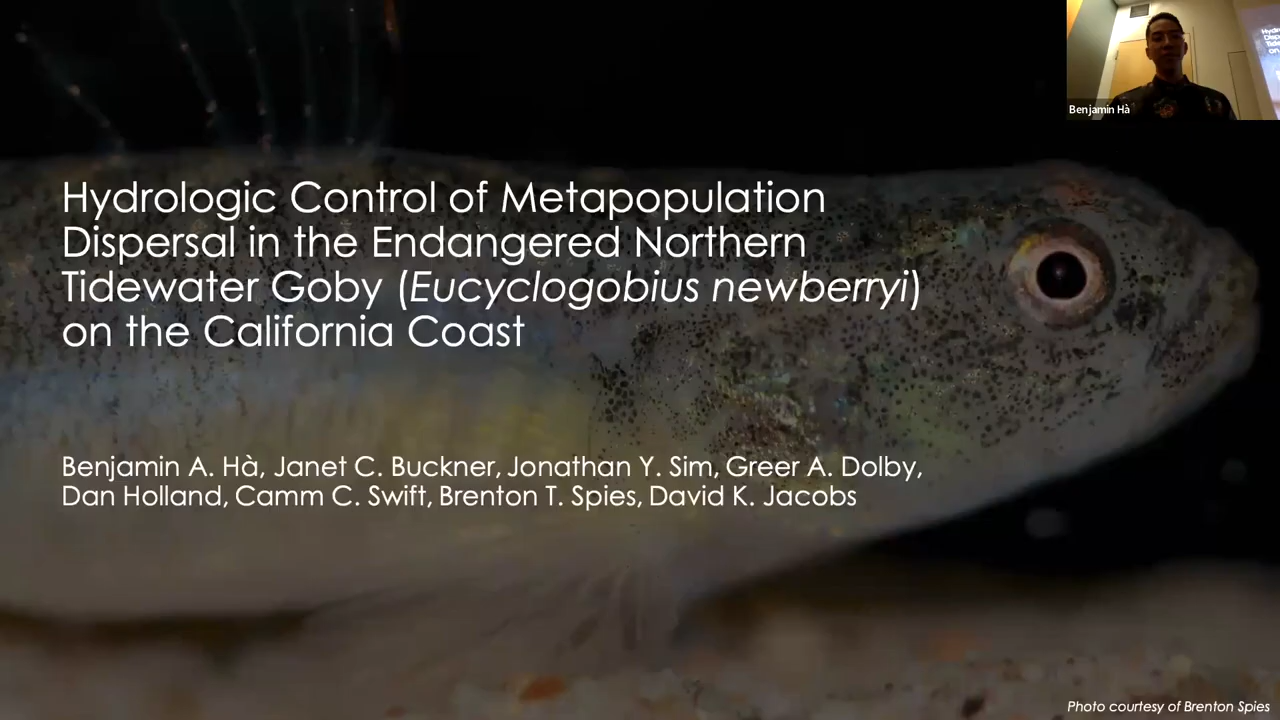 Benjamin Hà
Hydrologic Control of Metapopulation
Dispersal in the Endangered Northern
Tidewater Goby (Eucyclogobius newberryi)
on the California Coast
Benjamin A. Hà, Janet C. Buckner, Jonathan Y. Sim, Greer A. Dolby,
Dan Holland, Camm C. Swift, Brenton T. Spies, David K. Jacobs
Photo courtesy of Brenton Spies